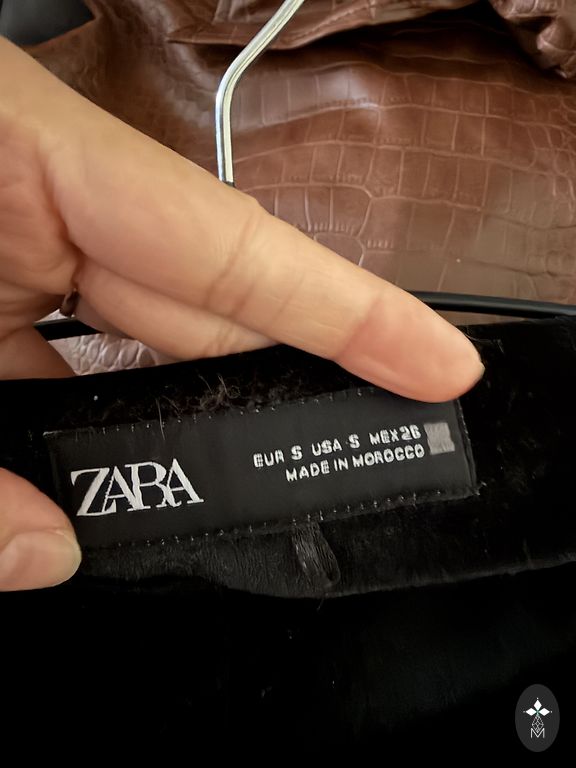 ZARA
EUR S USA S MEX 26
MADE IN MOROCCO